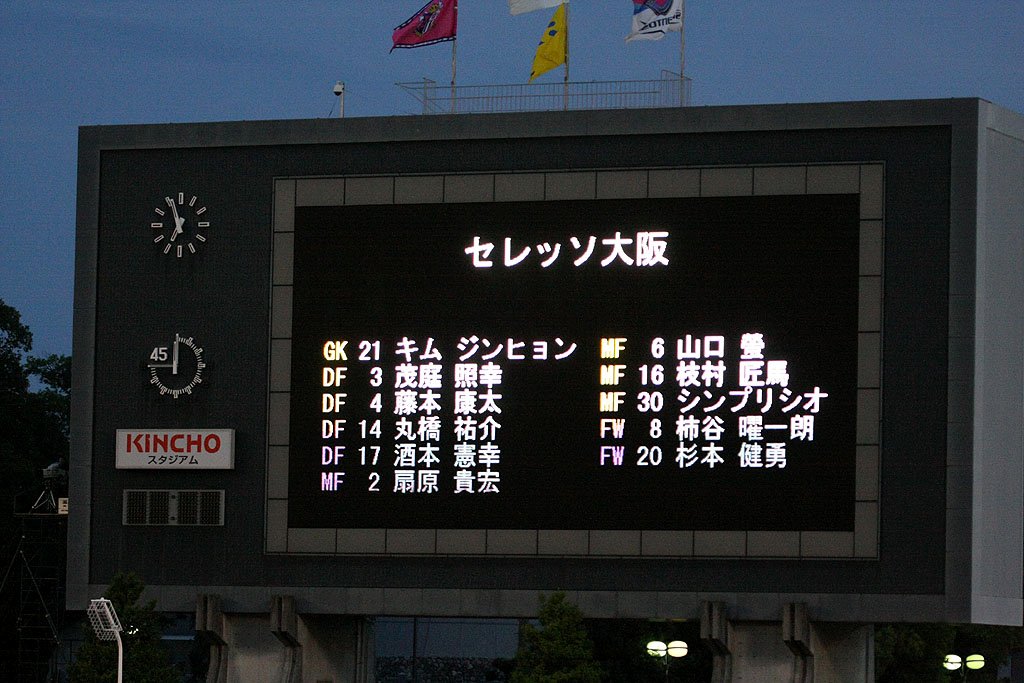 セレッソ大阪
GK 21 キム ジンヒョン
DF 3 茂庭 照幸
DF 4 藤本 康太
DF 14 丸橋 祐介
DF 17 酒本 憲幸
MF 2 扇原 貴宏
MF 6 山口 螢
MF 16 枝村 匠馬
MF 30 シンプリシオ
FW 8 柿谷 曜一朗
FW 20 杉本 健勇
45
KINCHO
スタジアム